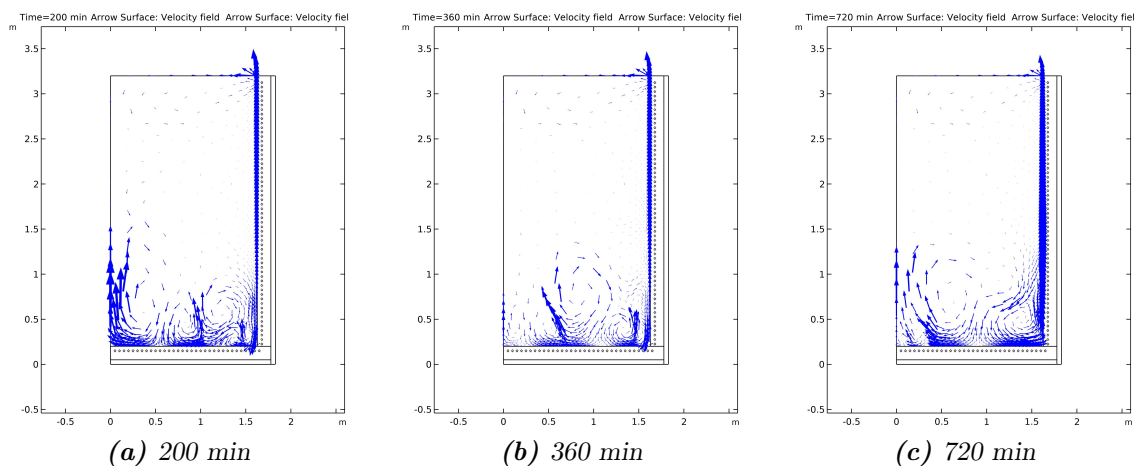 Time=200 min Arrow Surface: Velocity field Arrow Surface: Velocity fiel
m
3.5
3
2.5
2
1.5
1
0.5
0
-0.5
-0.5 0 0.5 1 1.5 2 m
(a) 200 min
Time=360 min Arrow Surface: Velocity field Arrow Surface: Velocity fiel
m
3.5
3
2.5
2
1.5
1
0.5
0
-0.5
-0.5 0 0.5 1 1.5 2 m
(b) 360 min
Time=720 min Arrow Surface: Velocity field Arrow Surface: Velocity fiel
m
3.5
3
2.5
2
1.5
1
0.5
0
-0.5
-0.5 0 0.5 1 1.5 2 m
(c) 720 min